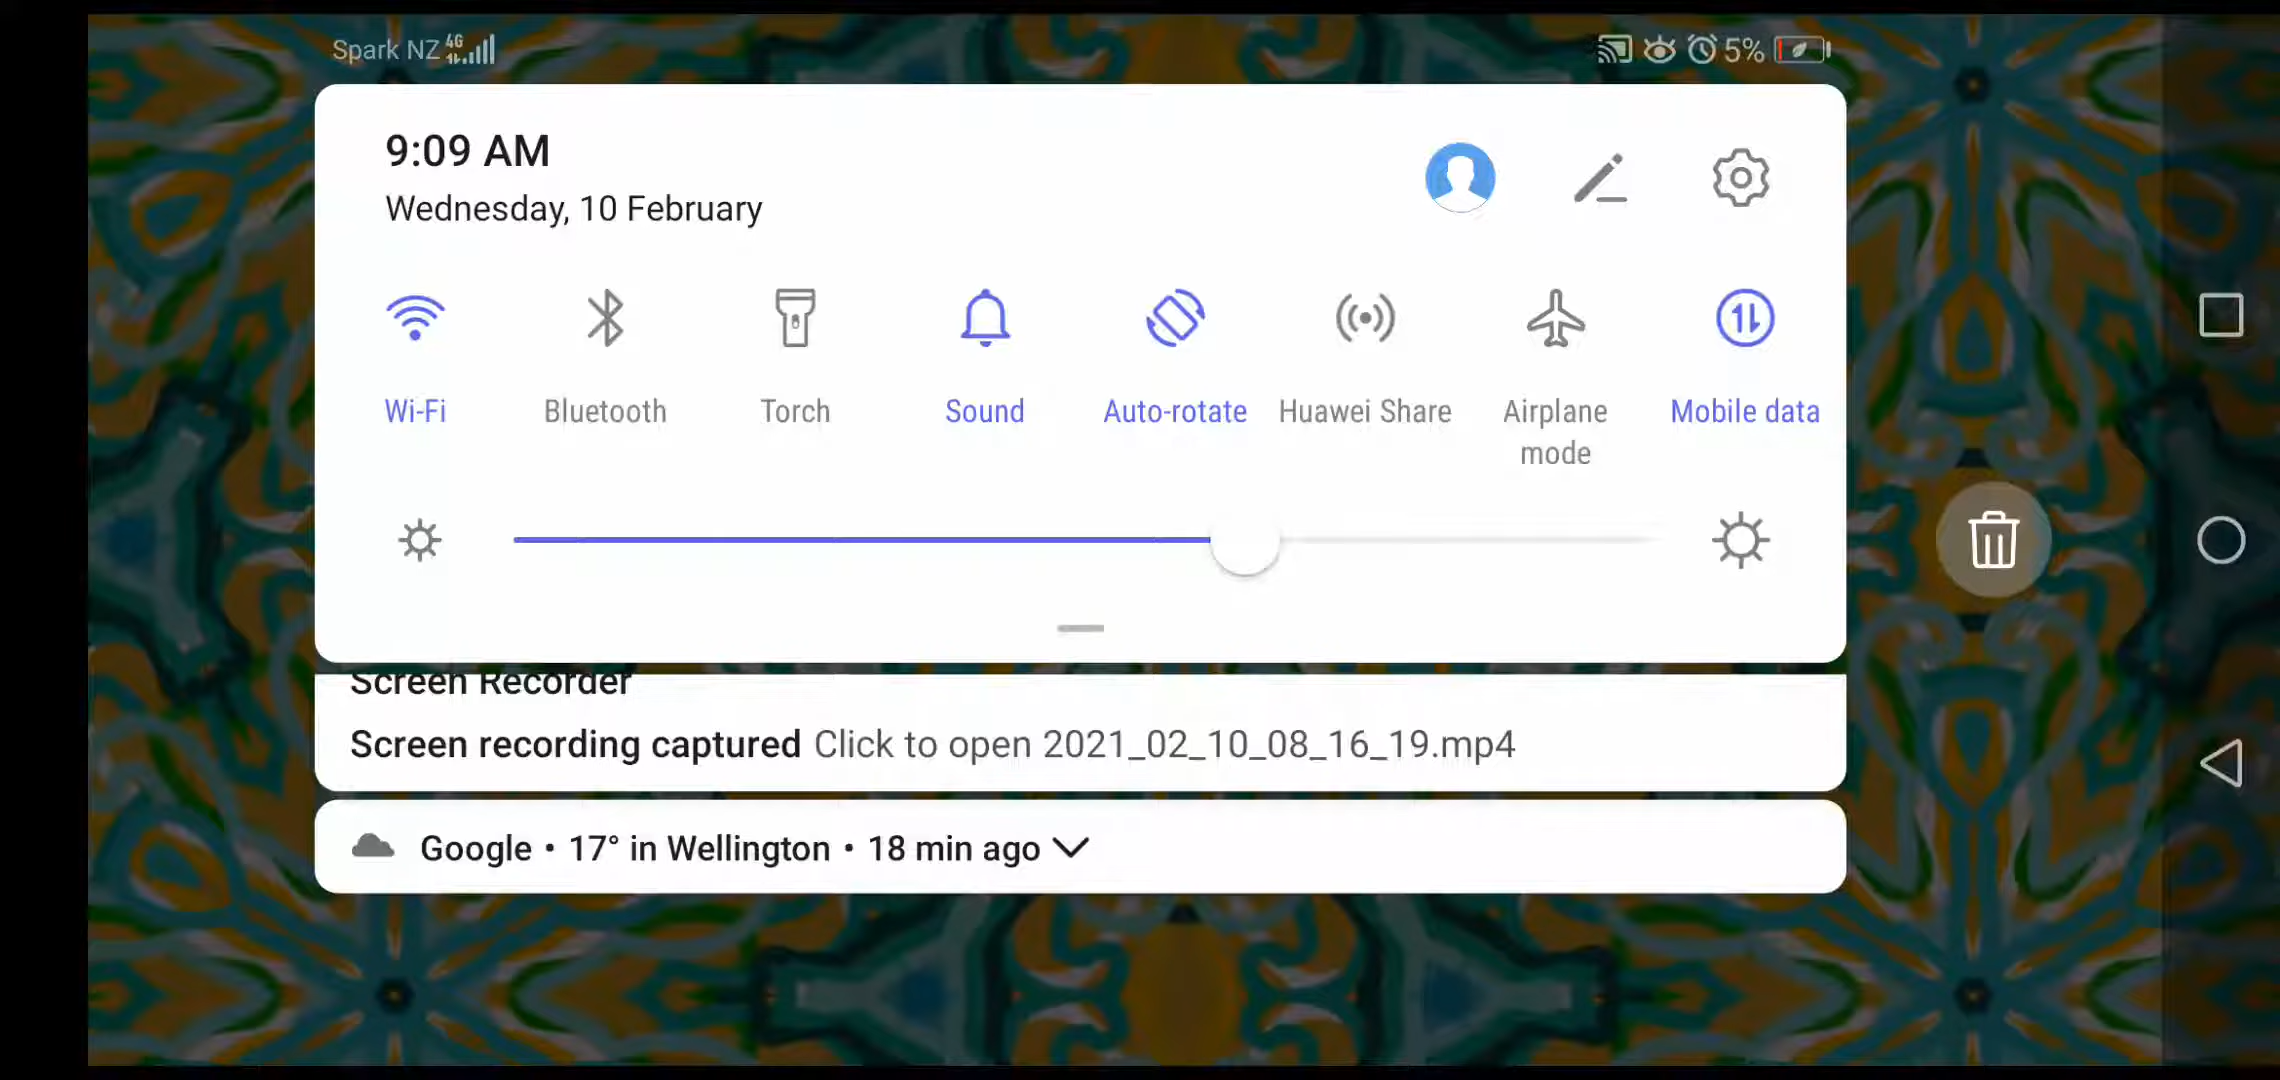 Spark NZ 4G 5%
9:09 AM
Wednesday, 10 February
Wi-Fi Bluetooth Torch Sound Auto-rotate Huawei Share Airplane mode Mobile data
Screen Recorder
Screen recording captured Click to open 2021_02_10_08_16_19.mp4
Google • 17° in Wellington • 18 min ago